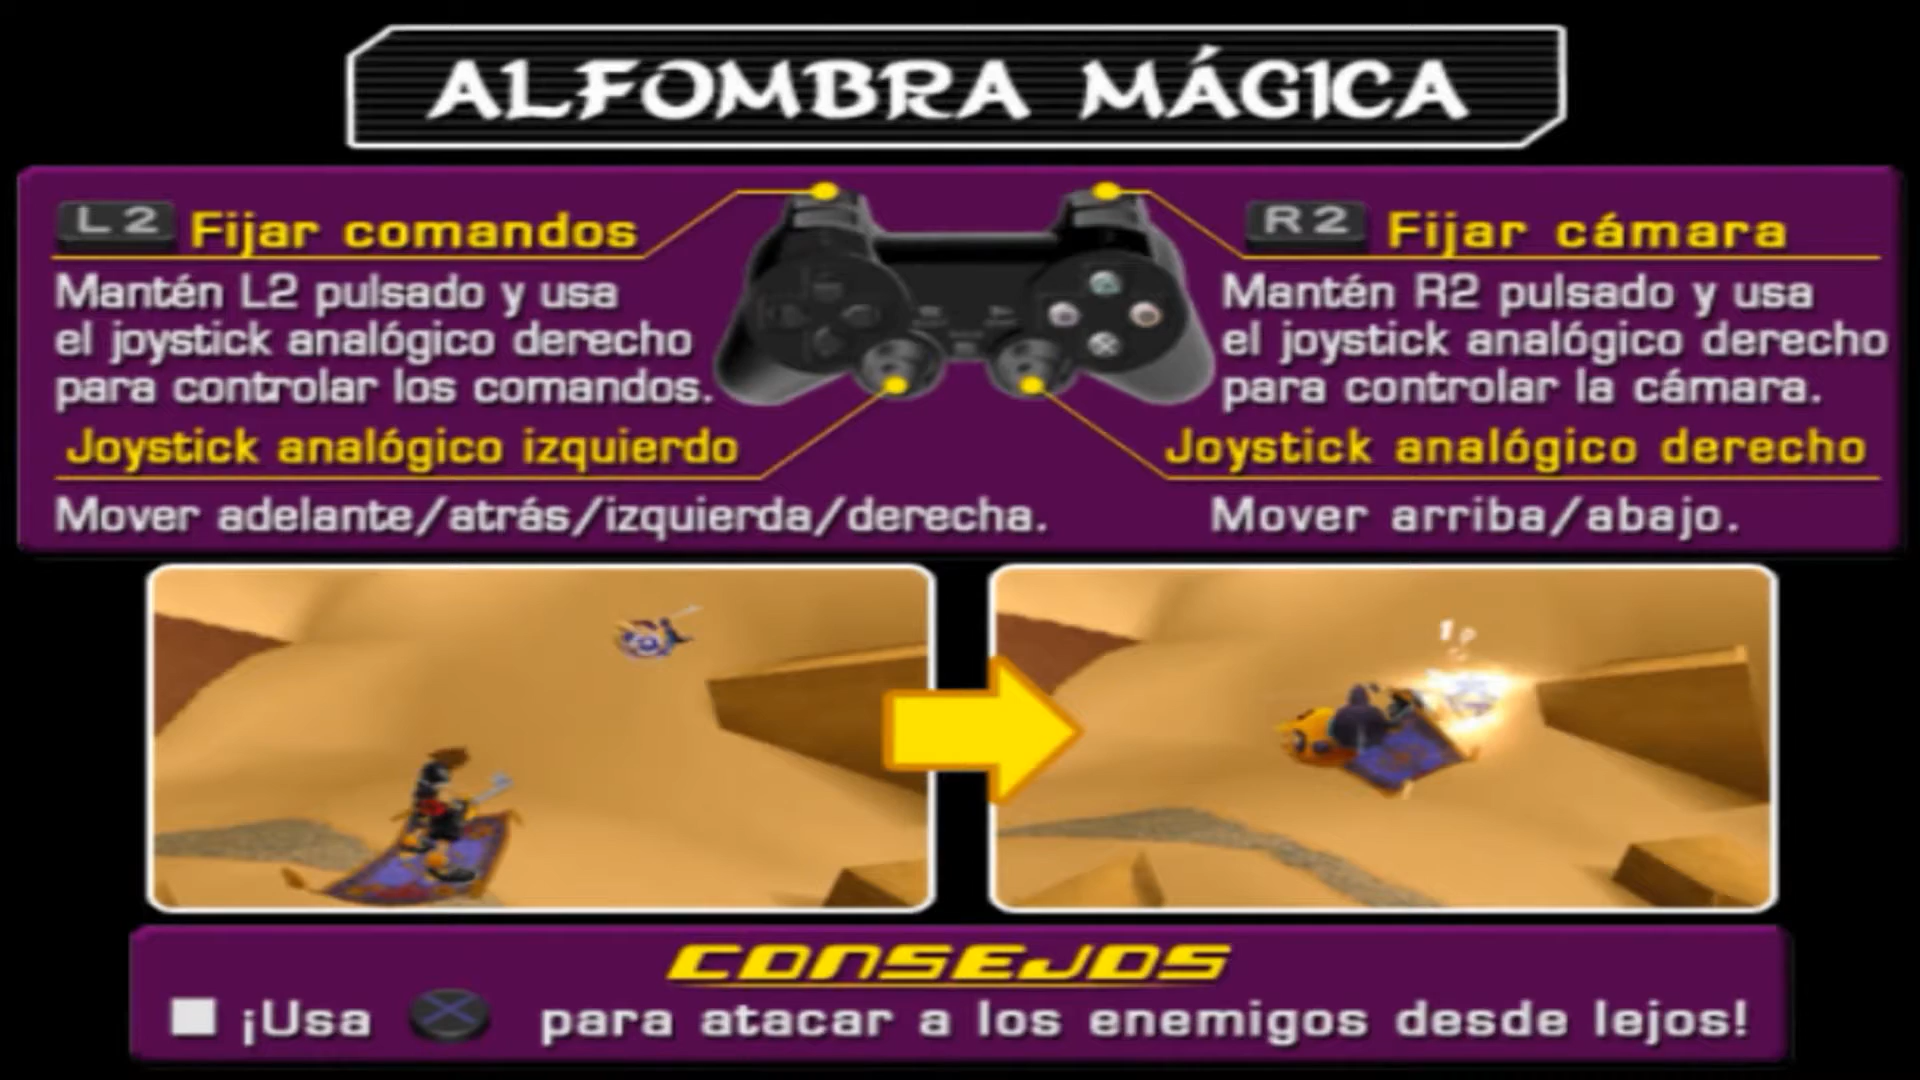 ALFOMBRA MÁGICA
L2 Fijar comandos
Mantén L2 pulsado y usa
el joystick analógico derecho
para controlar los comandos.
Joystick analógico izquierdo
Mover adelante/atrás/izquierda/derecha.
R2 Fijar cámara
Mantén R2 pulsado y usa
el joystick analógico derecho
para controlar la cámara.
Joystick analógico derecho
Mover arriba/abajo.
CONSEJOS
¡Usa para atacar a los enemigos desde lejos!